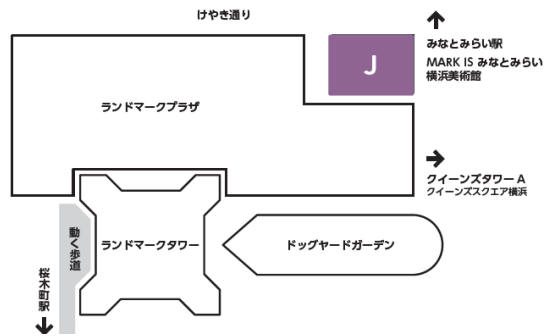 けやき通り
みなとみらい駅
MARK IS みなとみらい
横浜美術館
J
ランドマークプラザ
クイーンズタワー A
クイーンズスクエア横浜
動く歩道
ランドマークタワー
ドッグヤードガーデン
桜木町駅